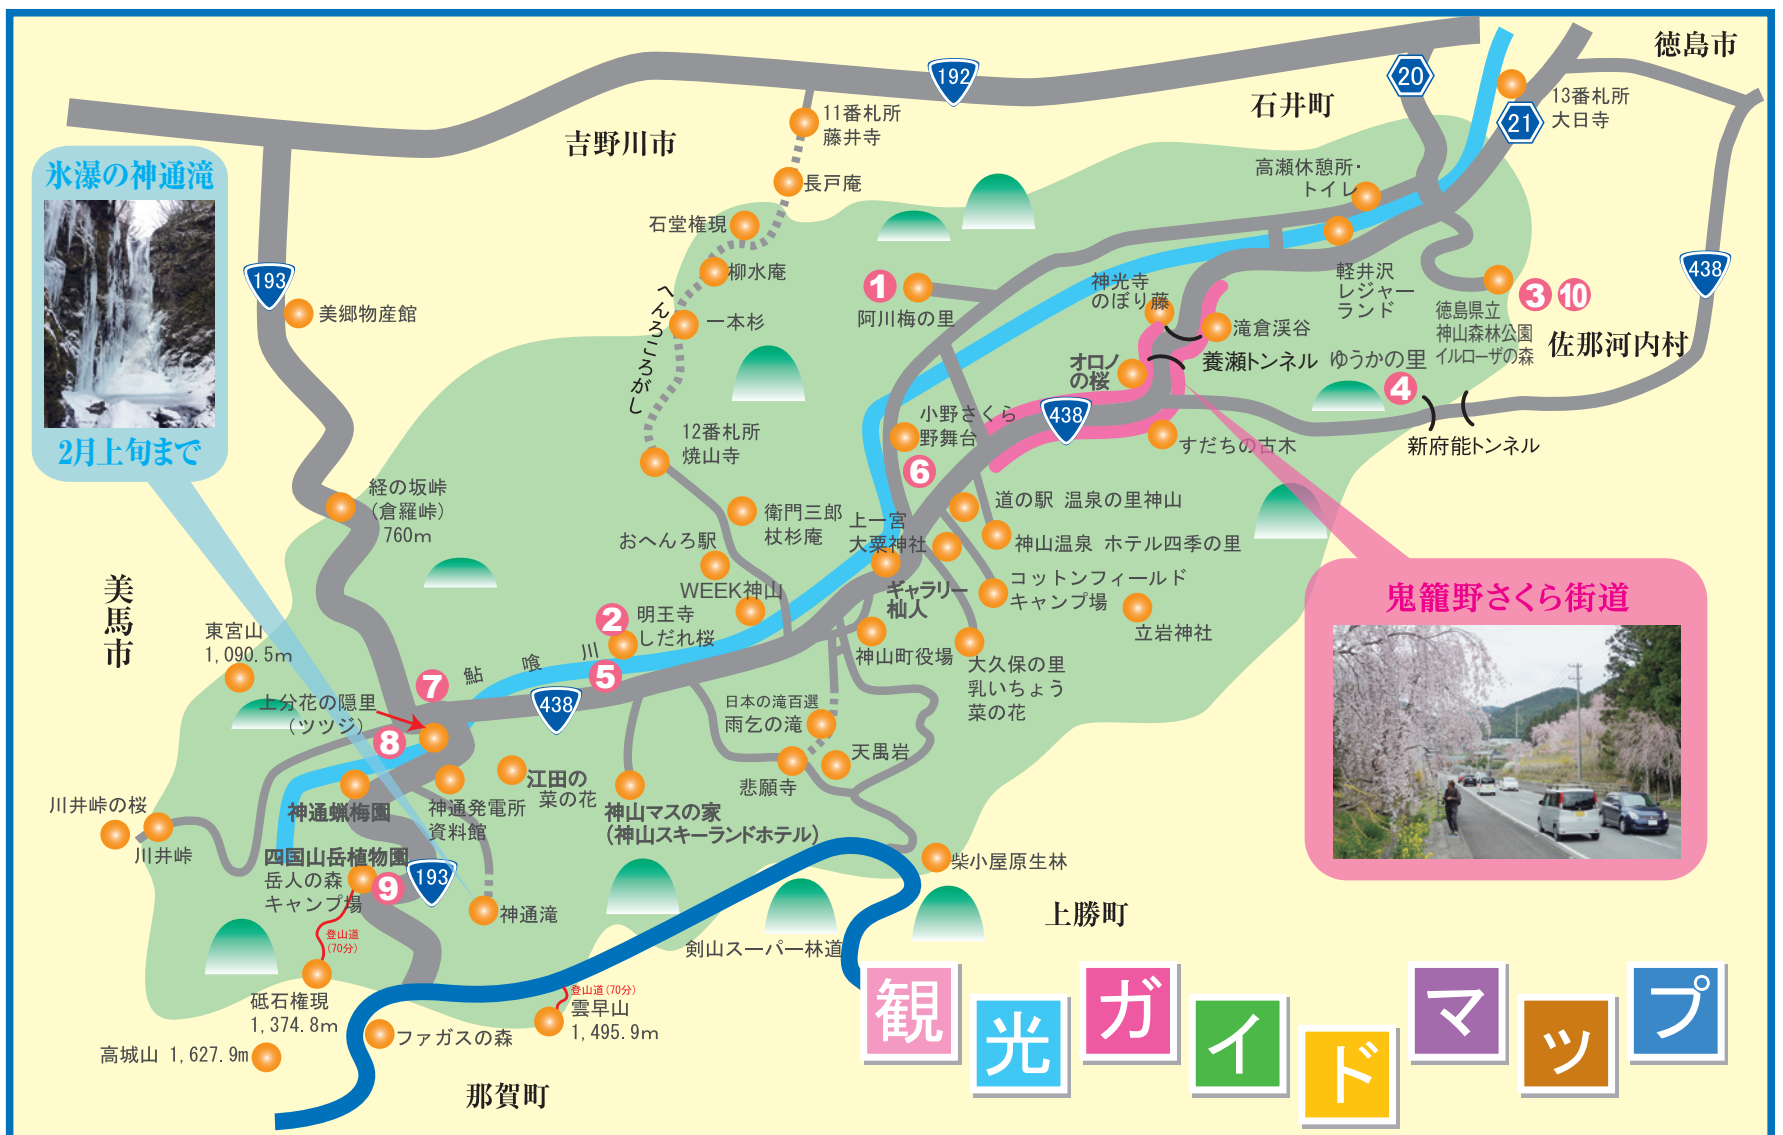 徳島市
192
20
石井町
13番札所
大日寺
21
11番札所
藤井寺
吉野川市
氷瀑の神通滝
2月上旬まで
高瀬休憩所・
トイレ
長戸庵
石堂権現
柳水庵
193
美郷物産館
へんろころがし
一本杉
1
阿川梅の里
神光寺
のぼり藤
滝倉渓谷
軽井沢
レジャー
ランド
438
3 10
徳島県立
神山森林公園
イルローザの森
佐那河内村
オロノ
の桜
養瀬トンネル
ゆうかの里
4
438
小野さくら
野舞台
6
すだちの古木
新府能トンネル
12番札所
焼山寺
経の坂峠
(倉羅峠)
760m
衛門三郎
杖杉庵
おへんろ駅
上一宮
大粟神社
道の駅 温泉の里神山
神山温泉 ホテル四季の里
WEEK神山
ギャラリー
杣人
コットンフィールド
キャンプ場
立岩神社
美馬市
東宮山
1,090.5m
2
明王寺
しだれ桜
神山町役場
大久保の里
乳いちょう
菜の花
鮎喰川
5
7
438
上分花の隠里
(ツツジ)
8
日本の滝百選
雨乞の滝
天禺岩
悲願寺
江田の
菜の花
神山マスの家
(神山スキーランドホテル)
神通蝋梅園
神通発電所
資料館
川井峠の桜
川井峠
四国山岳植物園
岳人の森
キャンプ場
9
193
神通滝
登山道
(70分)
砥石権現
1,374.8m
高城山 1,627.9m
ファガスの森
登山道(70分)
雲早山
1,495.9m
那賀町
剣山スーパー林道
柴小屋原生林
上勝町
鬼籠野さくら街道
観光ガイドマップ